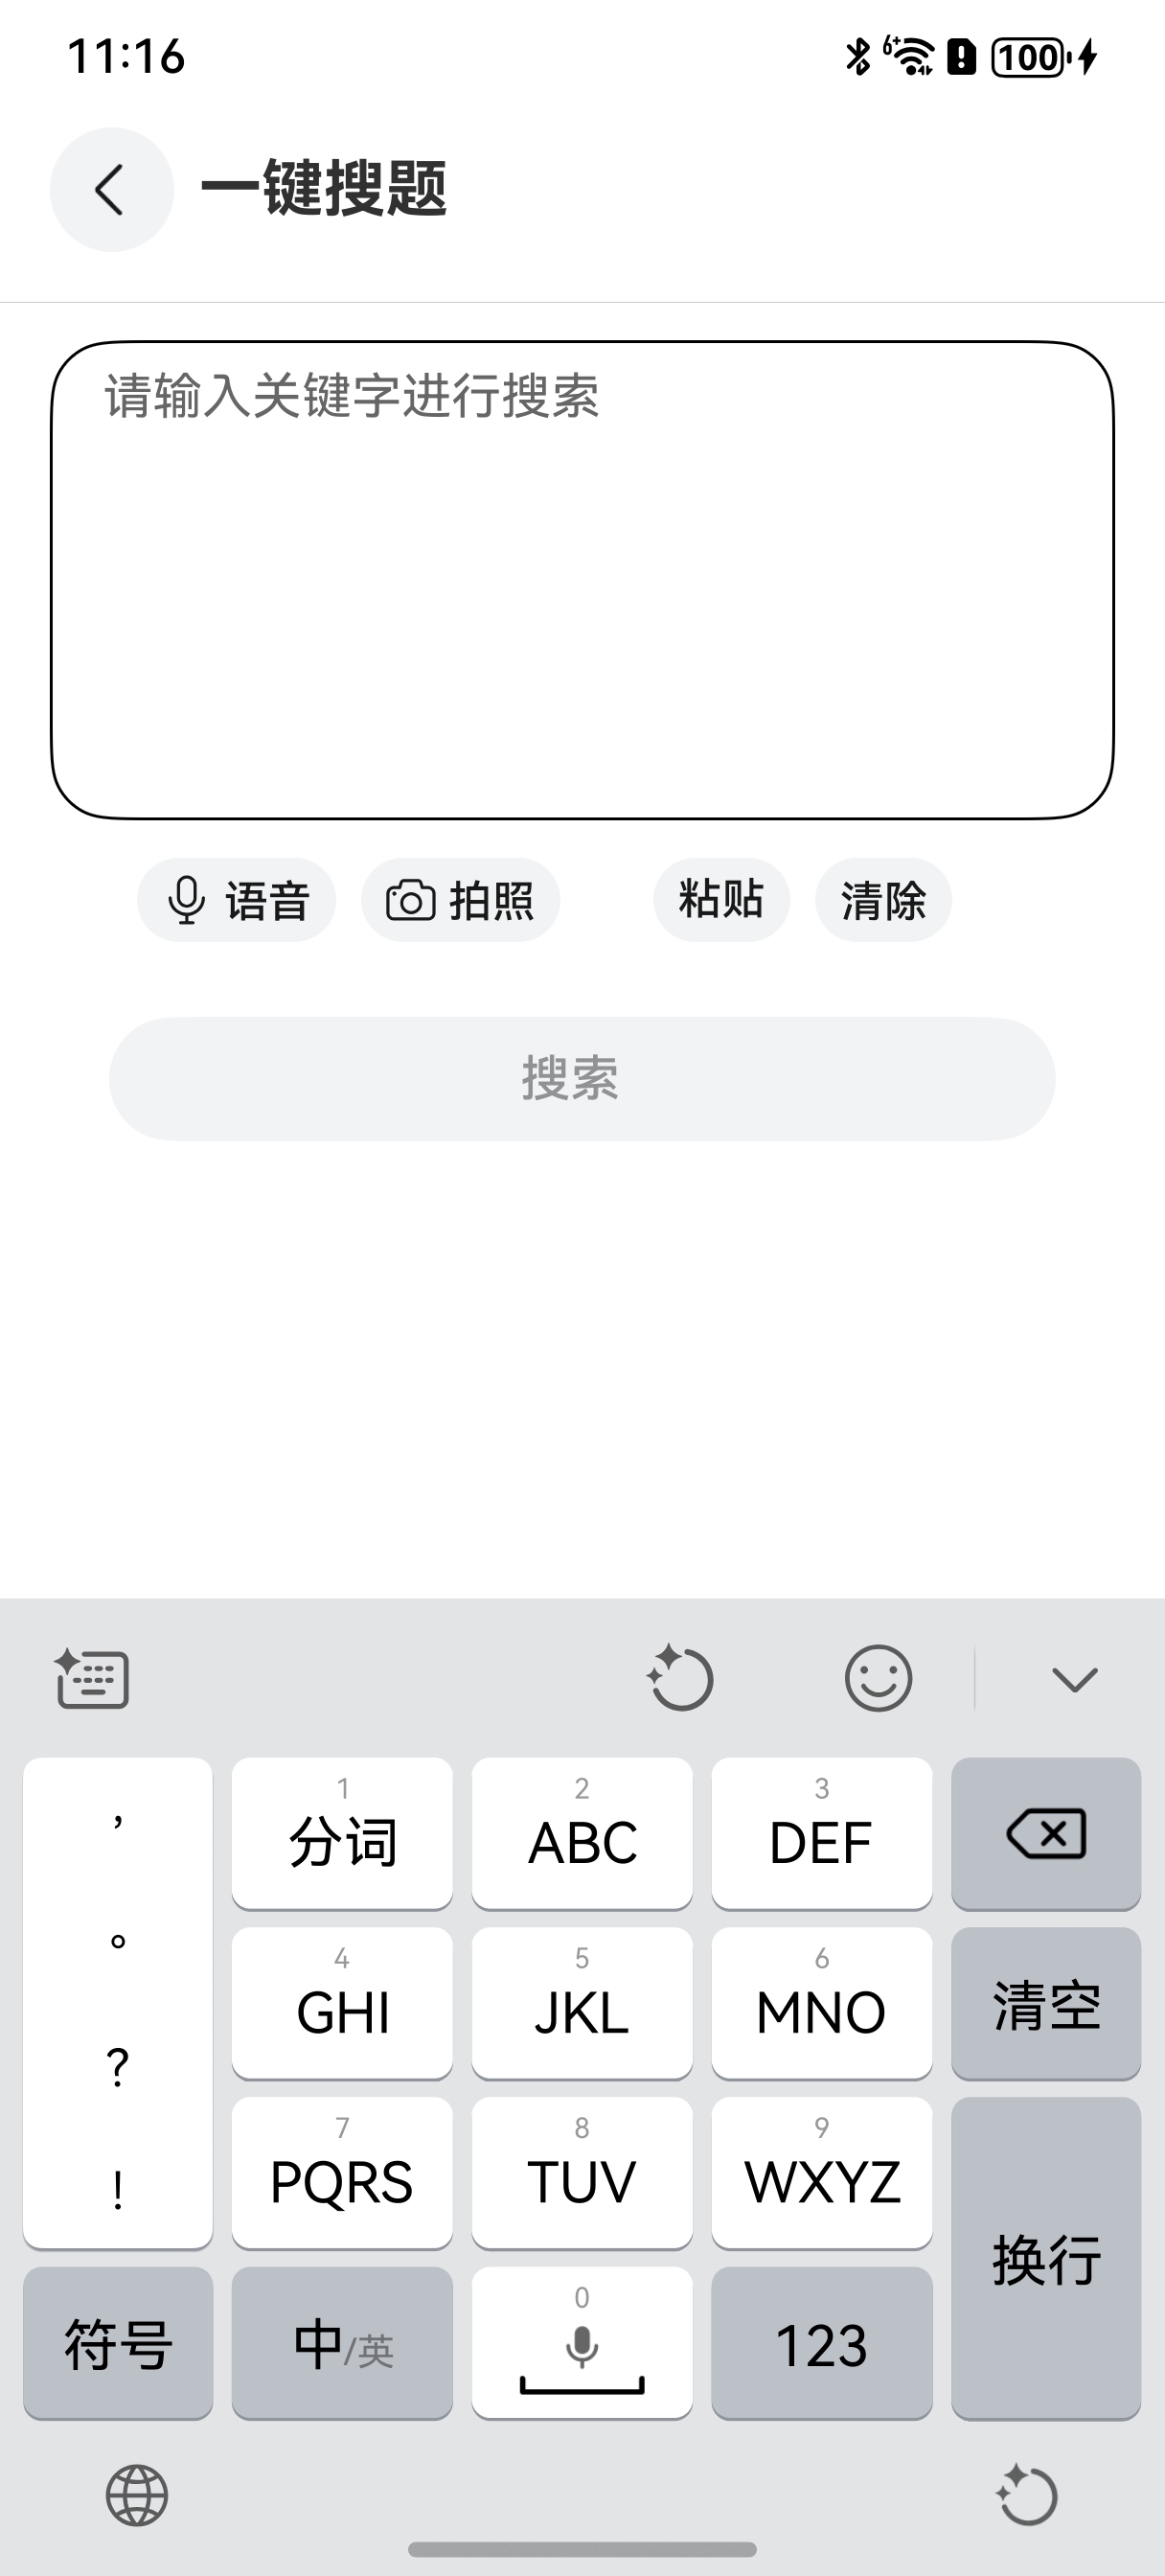 11:16
6+
100
一键搜题
请输入关键字进行搜索
语音 拍照 粘贴 清除
搜索
， 1 分词 2 ABC 3 DEF
。 4 GHI 5 JKL 6 MNO 清空
? 7 PQRS 8 TUV 9 WXYZ
! 换行
符号 中/英 0 123